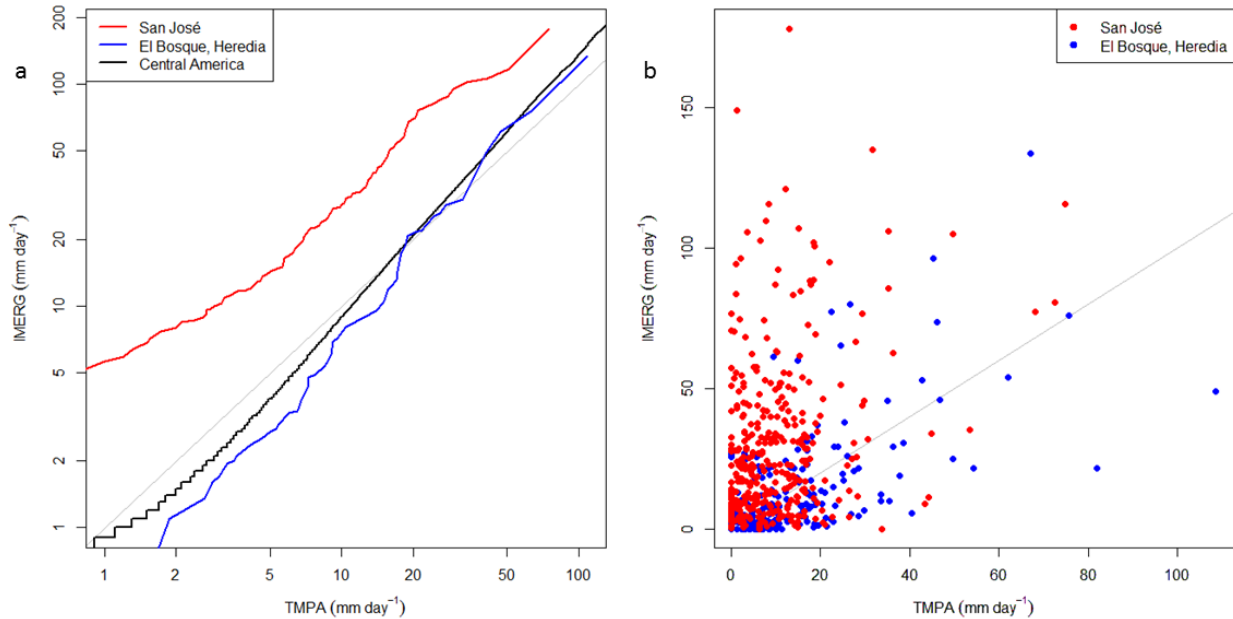 a
San José
El Bosque, Heredia
Central America
IMERG (mm day⁻¹)
200
100
50
20
10
5
2
1
1 2 5 10 20 50 100
TMPA (mm day⁻¹)
b
San José
El Bosque, Heredia
IMERG (mm day⁻¹)
150
100
50
0
0 20 40 60 80 100
TMPA (mm day⁻¹)